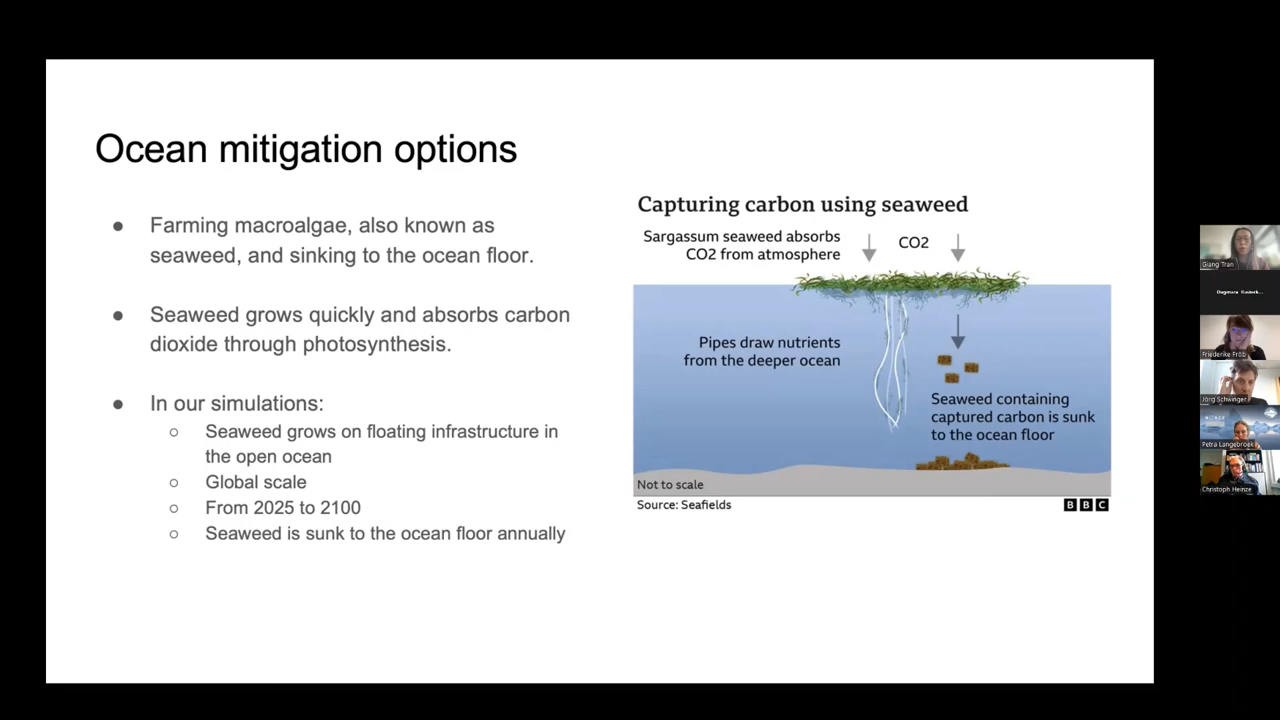 Ocean mitigation options
● Farming macroalgae, also known as
seaweed, and sinking to the ocean floor.
● Seaweed grows quickly and absorbs carbon
dioxide through photosynthesis.
● In our simulations:
○ Seaweed grows on floating infrastructure in
the open ocean
○ Global scale
○ From 2025 to 2100
○ Seaweed is sunk to the ocean floor annually
Capturing carbon using seaweed
Sargassum seaweed absorbs
CO2 from atmosphere
CO2
Pipes draw nutrients
from the deeper ocean
Seaweed containing
captured carbon is sunk
to the ocean floor
Not to scale
Source: Seafields
BBC
Giang Tran
Friederike Fröb
Jörg Schwinger
Petra Langebroek
Christoph Heinze